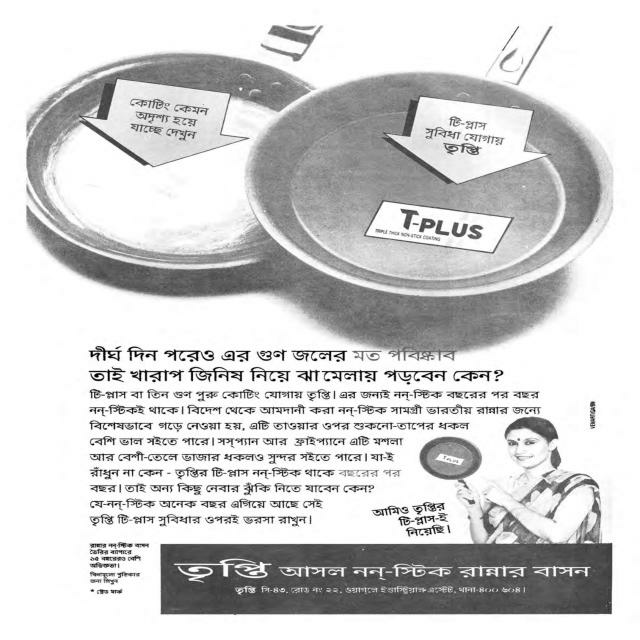 কোটিং কেমন
অদৃশ্য হয়ে
যাচ্ছে দেখুন
টি-প্লাস
সুবিধা যোগায়
তৃপ্তি
T-PLUS
TRIPLE THICK NON-STICK COATING
দীর্ঘ দিন পরেও এর গুণ জলের মত পরিষ্কার
তাই খারাপ জিনিষ নিয়ে ঝামেলায় পড়বেন কেন?
টি-প্লাস বা তিন গুণ পুরু কোটিং যোগায় তৃপ্তি। এর জন্যই নন্-স্টিক বছরের পর বছর
নন্-স্টিকই থাকে। বিদেশ থেকে আমদানী করা নন্-স্টিক সামগ্রী ভারতীয় রান্নার জন্যে
বিশেষভাবে গড়ে নেওয়া হয়, এটি তাওয়ার ওপর শুকনো-তাপের ধকল
বেশি ভাল সইতে পারে। সস্প্যান আর ফ্রাইপ্যানে এটি মশলা
আর বেশী-তেলে ভাজার ধকলও সুন্দর সইতে পারে। যা-ই
রাঁধুন না কেন - তৃপ্তির টি-প্লাস নন্-স্টিক থাকে বছরের পর
বছর। তাই অন্য কিছু নেবার ঝুঁকি নিতে যাবেন কেন?
যে-নন্-স্টিক অনেক বছর এগিয়ে আছে সেই
তৃপ্তি টি-প্লাস সুবিধার ওপরই ভরসা রাখুন।
T-PLUS
আমিও তৃপ্তির
টি-প্লাস-ই
নিয়েছি।
রান্নার নন্-স্টিক বাসন
তৈরির ব্যাপারে
২৫ বছরেরও বেশি
অভিজ্ঞতা।
বিনামূল্যে পুস্তিকার
জন্য লিখুন
* ট্রেড মার্ক
তৃপ্তি আসল নন্-স্টিক রান্নার বাসন
তৃপ্তি সি-৪৩, রোড নং ২২, ওয়াগলে ইণ্ডাস্ট্রিয়াল এস্টেট, থানা-৪০০ ৬০৪।